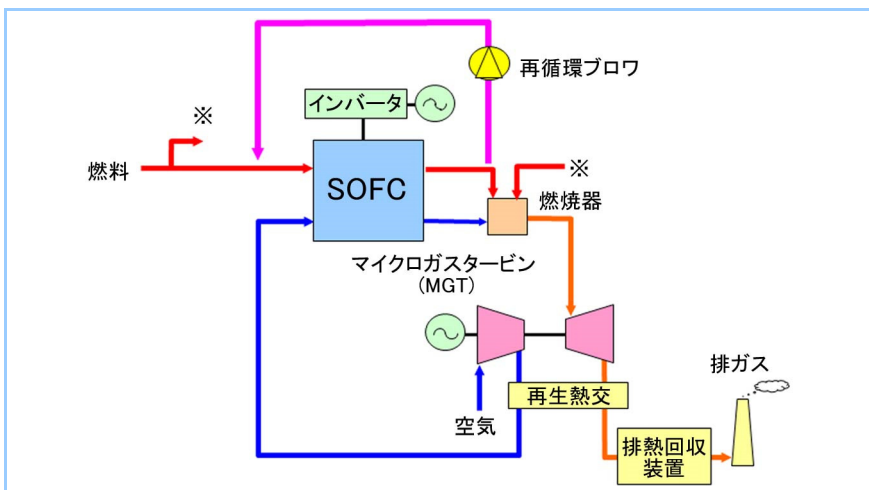 再循環ブロワ
インバータ
※
燃料
SOFC
※
燃焼器
マイクロガスタービン
(MGT)
空気
再生熱交
排ガス
排熱回収
装置